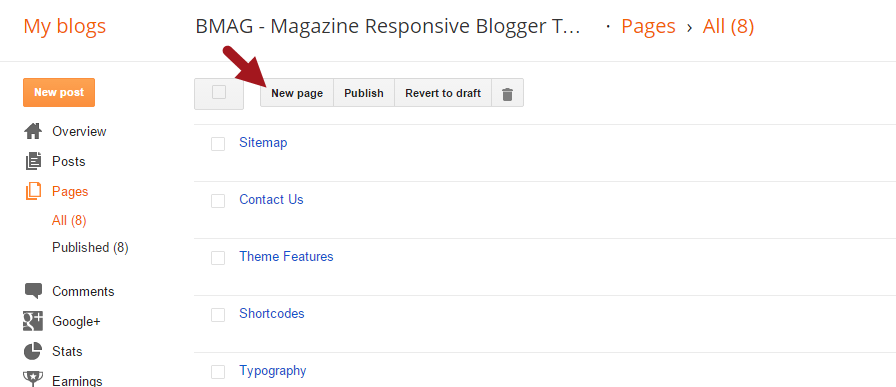 My blogs
BMAG - Magazine Responsive Blogger T... · Pages › All (8)
New post
New page Publish Revert to draft
Overview
Posts
Pages
All (8)
Published (8)
Comments
Google+
Stats
Earnings
Sitemap
Contact Us
Theme Features
Shortcodes
Typography